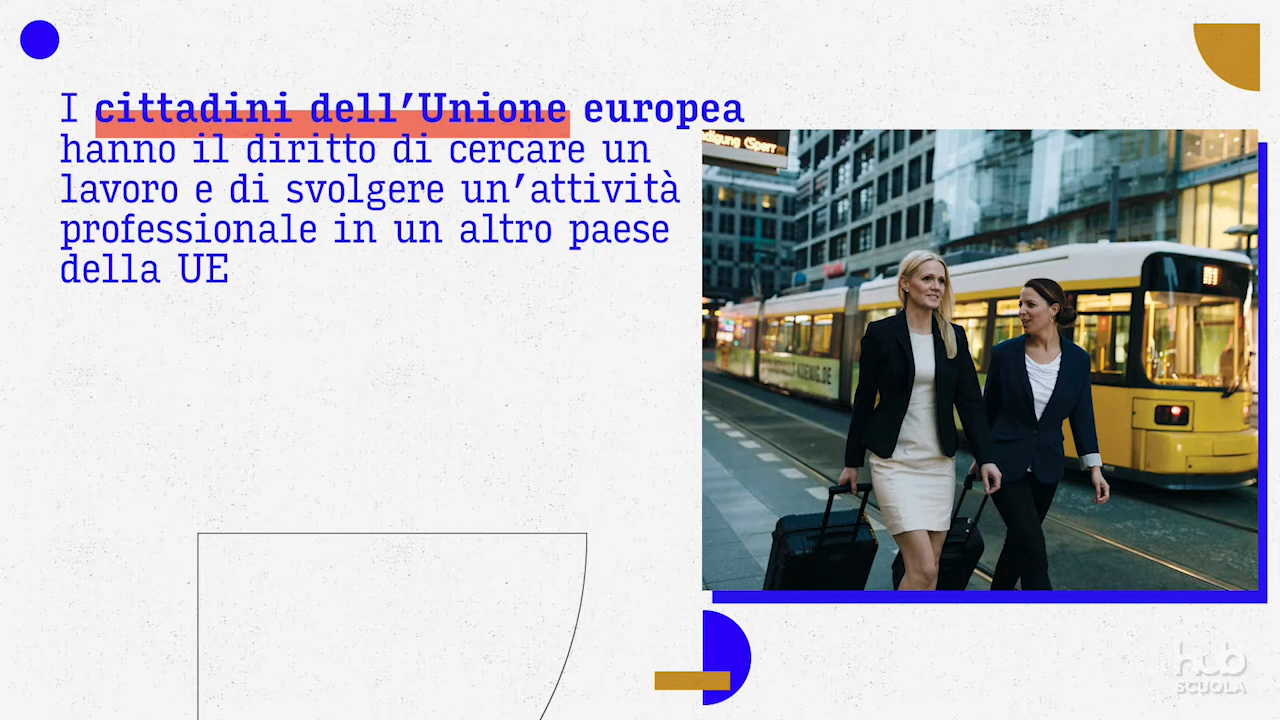 I cittadini dell’Unione europea
hanno il diritto di cercare un
lavoro e di svolgere un’attività
professionale in un altro paese
della UE
hub
SCUOLA